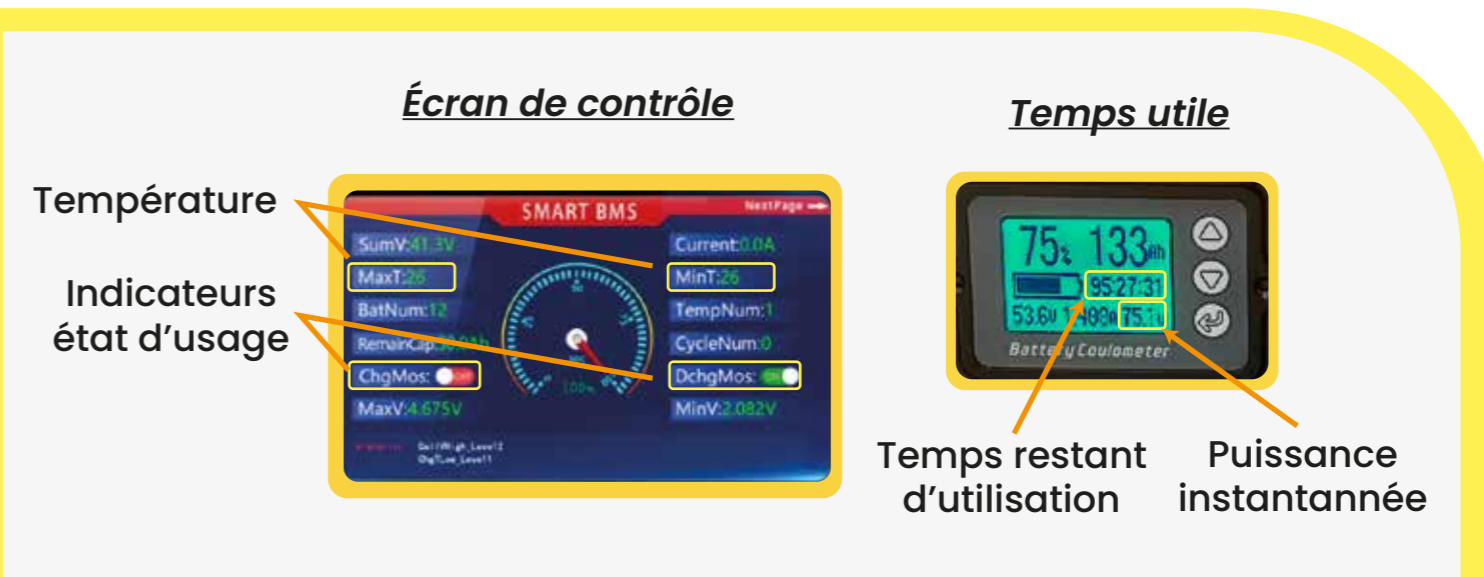 Écran de contrôle
Temps utile
Température
Indicateurs
état d'usage
SMART BMS
NextPage
SumV:41.3V
Current:0.0A
MaxT:26
MinT:26
BatNum:12
TempNum:1
RemainCap:
CycleNum:0
ChgMos:
DchgMos:
MaxV:4.675V
MinV:2.082V
75% 133Ah
95:27:31
53.6V
Battery Coulometer
Temps restant
d'utilisation
Puissance
instantannée